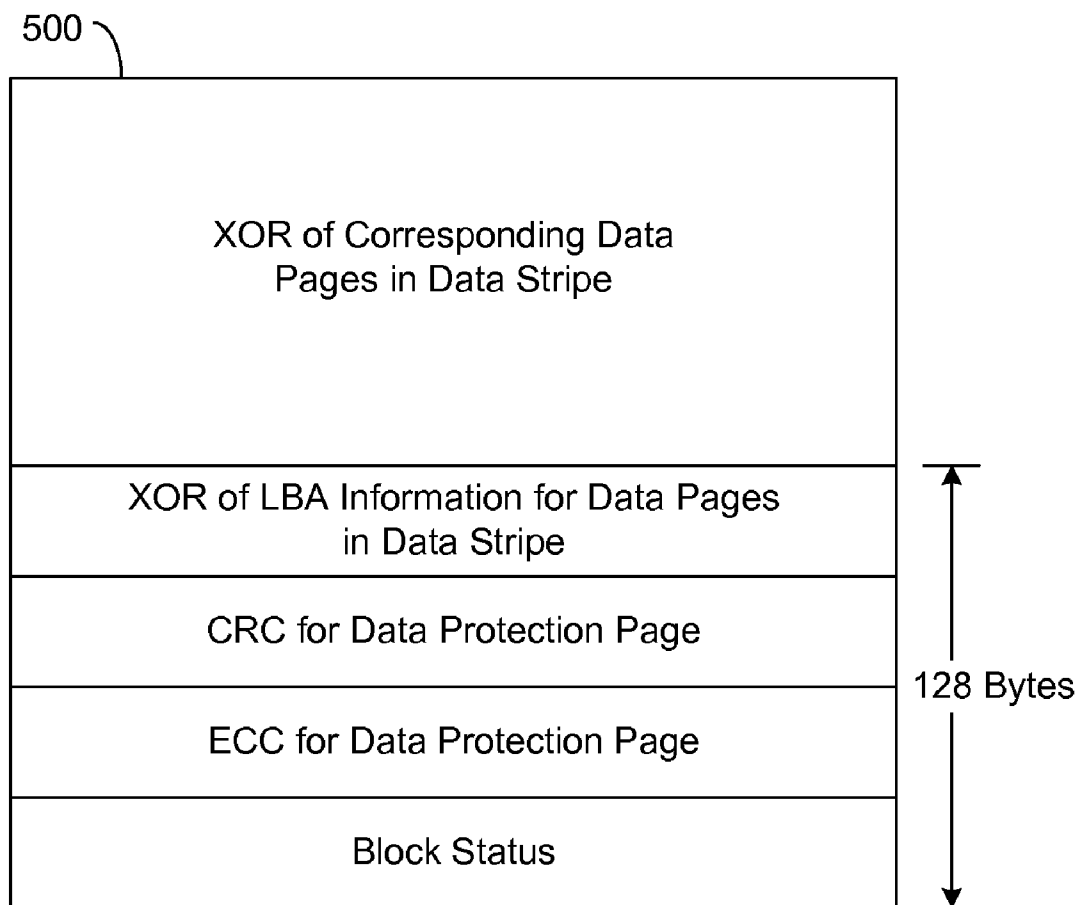 500
XOR of Corresponding Data
Pages in Data Stripe
XOR of LBA Information for Data Pages
in Data Stripe
CRC for Data Protection Page
128 Bytes
ECC for Data Protection Page
Block Status